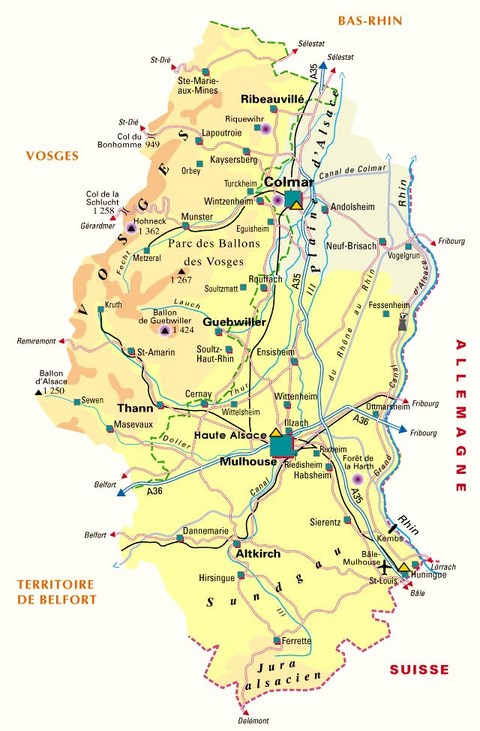 BAS-RHIN
Sélestat
St-Dié
Sélestat
A35
Ste-Marie-
aux-Mines
Ribeauvillé
Riquewihr
St-Dié
Col du
Bonhomme 949
Lapoutroie
VOSGES
Kaysersberg
Orbey
Canal de Colmar
Plaine d'Alsace
Turckheim
Colmar
Rhin
Col de la
Schlucht
1 258
Wintzenheim
Andolsheim
Gérardmer
Hohneck
1 362
Munster
Eguisheim
VOSGES
Parc des Ballons
des Vosges
Neuf-Brisach
Fribourg
Vogelgrun
Fecht
Metzeral
1 267
Rouffach
A35
Ill
d'Alsace
Soultzmatt
Kruth
Lauch
Ballon
de Guebwiller
1 424
Guebwiller
Fessenheim
du Rhône au Rhin
Remiremont
St-Amarin
Soultz-
Haut-Rhin
Ensisheim
ALLEMAGNE
Ballon
d'Alsace
1 250
Sewen
Cernay
Thur
Canal
Thann
Wittelsheim
Wittenheim
Ottmarsheim
Fribourg
Masevaux
Doller
Haute Alsace
Illzach
A36
Fribourg
Mulhouse
Rixheim
Riedisheim
Habsheim
Forêt de
la Harth
Grand
Belfort
A36
Canal
A35
Sierentz
Rhin
Belfort
Dannemarie
Kembs
Altkirch
Bâle-
Mulhouse
Lörrach
Huningue
St-Louis
Bâle
TERRITOIRE
DE BELFORT
Hirsingue
Sundgau
Ill
Ferrette
SUISSE
Jura
alsacien
Delémont